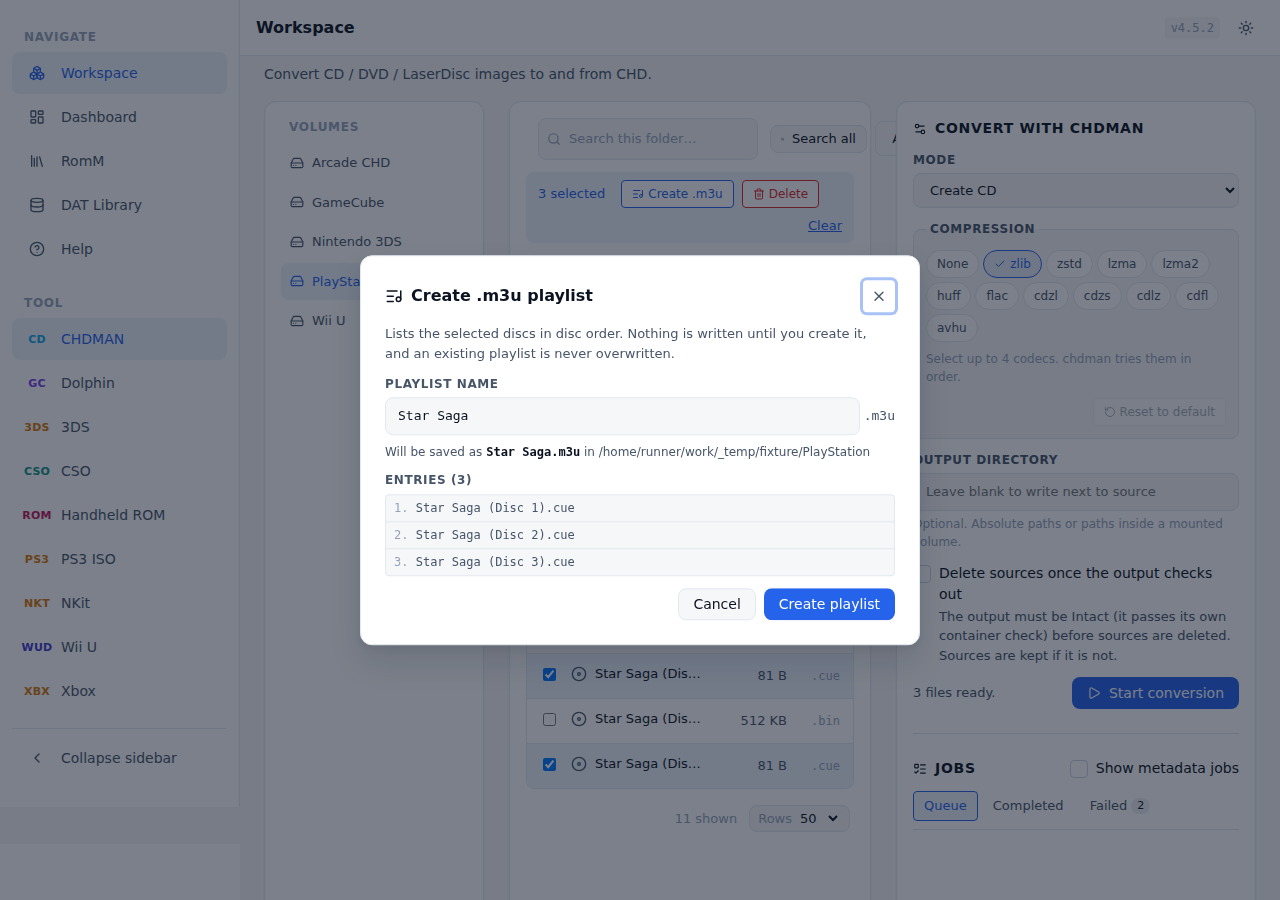 NAVIGATE
Workspace
Dashboard
RomM
DAT Library
Help
TOOL
CD CHDMAN
GC Dolphin
3DS 3DS
CSO CSO
ROM Handheld ROM
PS3 PS3 ISO
NKT NKit
WUD Wii U
XBX Xbox
Collapse sidebar
Workspace
v4.5.2
Convert CD / DVD / LaserDisc images to and from CHD.
VOLUMES
Arcade CHD
GameCube
Nintendo 3DS
PlaySta
Wii U
Search this folder…
Search all
3 selected
Create .m3u
Delete
Clear
Create .m3u playlist
Lists the selected discs in disc order. Nothing is written until you create it,
and an existing playlist is never overwritten.
PLAYLIST NAME
Star Saga .m3u
Will be saved as Star Saga.m3u in /home/runner/work/_temp/fixture/PlayStation
ENTRIES (3)
1. Star Saga (Disc 1).cue
2. Star Saga (Disc 2).cue
3. Star Saga (Disc 3).cue
Cancel
Create playlist
Star Saga (Dis… 81 B .cue
Star Saga (Dis… 512 KB .bin
Star Saga (Dis… 81 B .cue
11 shown
Rows 50
CONVERT WITH CHDMAN
MODE
Create CD
COMPRESSION
None zlib zstd lzma lzma2
huff flac cdzl cdzs cdlz cdfl
avhu
Select up to 4 codecs. chdman tries them in
order.
Reset to default
OUTPUT DIRECTORY
Leave blank to write next to source
Optional. Absolute paths or paths inside a mounted
volume.
Delete sources once the output checks
out
The output must be Intact (it passes its own
container check) before sources are deleted.
Sources are kept if it is not.
3 files ready.
Start conversion
JOBS
Show metadata jobs
Queue
Completed
Failed 2